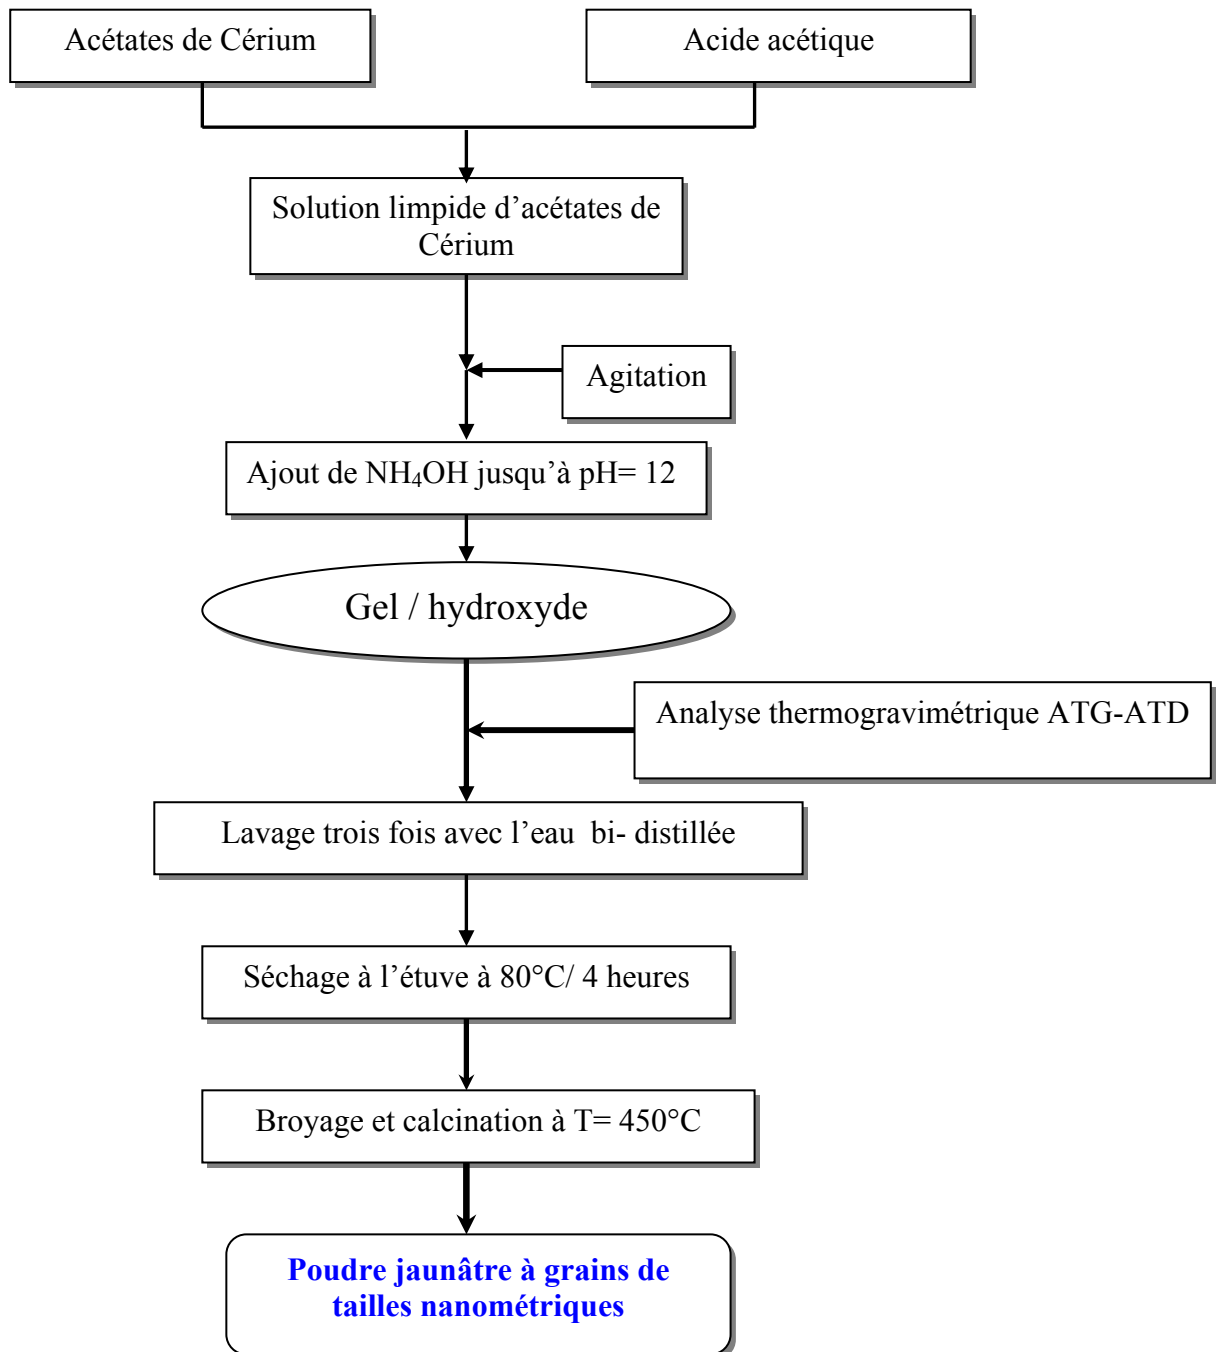 Acétates de Cérium
Acide acétique
Solution limpide d’acétates de
Cérium
Agitation
Ajout de NH₄OH jusqu’à pH= 12
Gel / hydroxyde
Analyse thermogravimétrique ATG-ATD
Lavage trois fois avec l’eau bi- distillée
Séchage à l’étuve à 80°C/ 4 heures
Broyage et calcination à T= 450°C
Poudre jaunâtre à grains de
tailles nanométriques